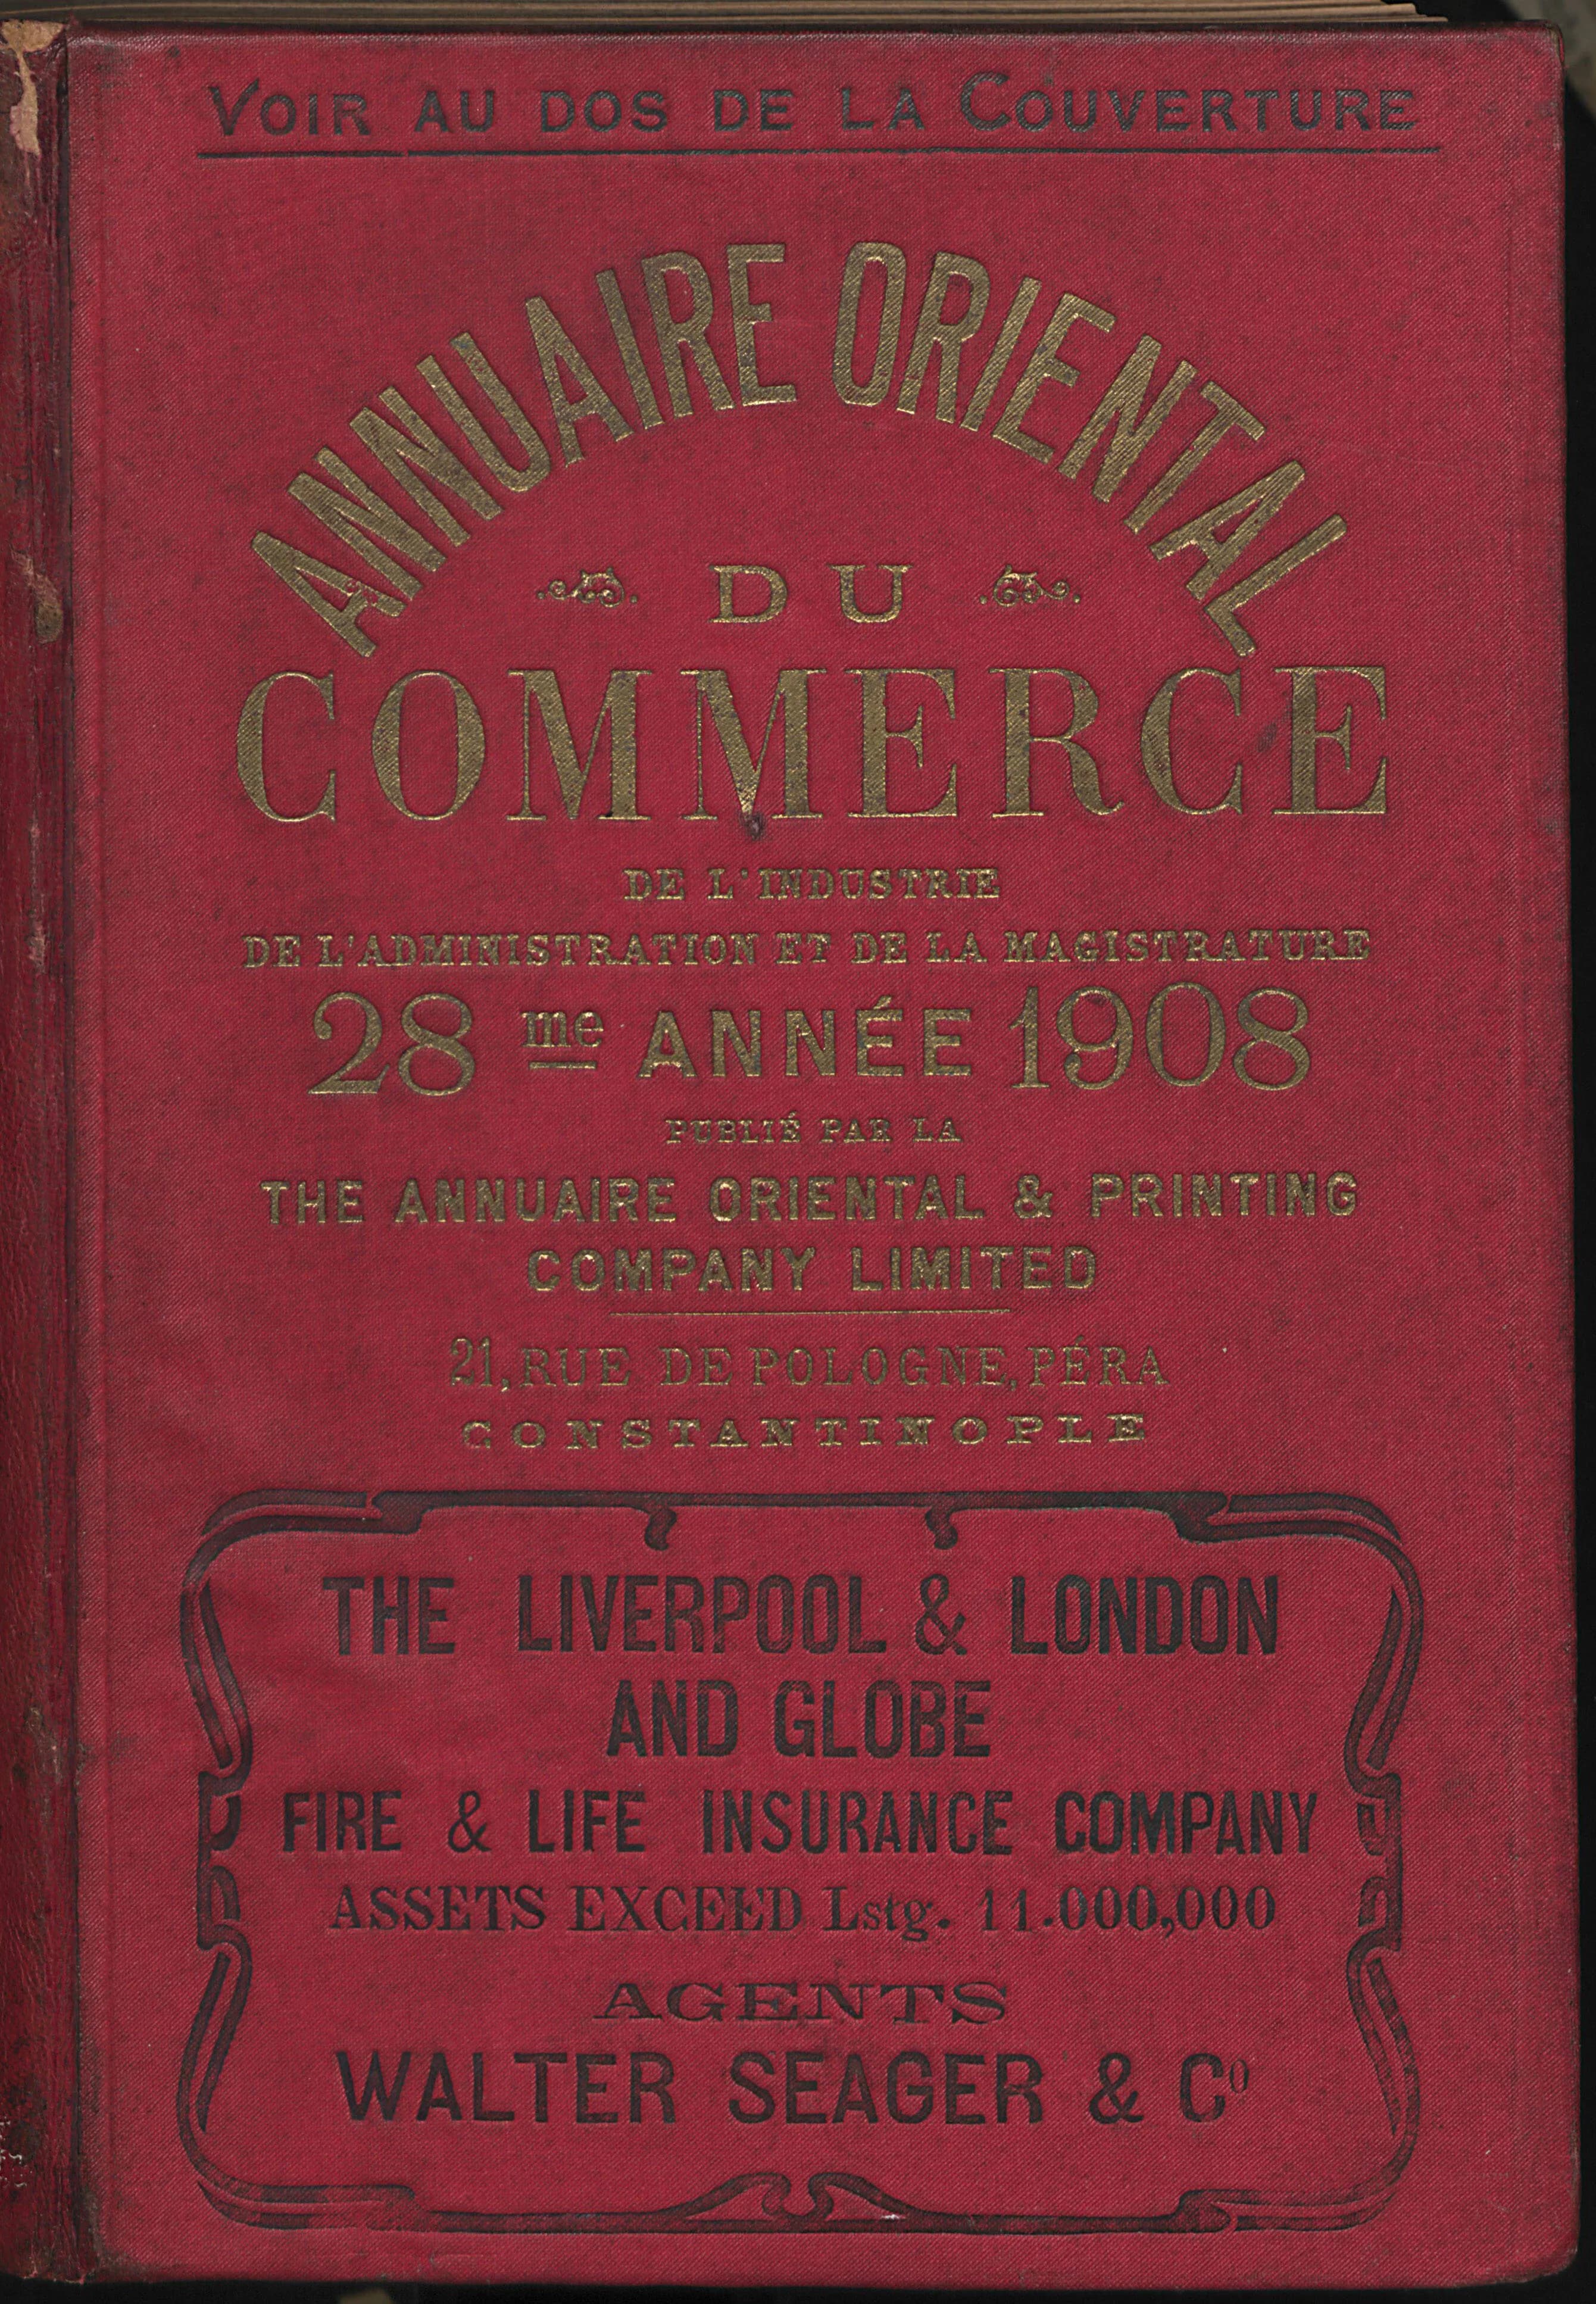 VOIR AU DOS DE LA COUVERTURE
ANNUAIRE ORIENTAL
DU
COMMERCE
DE L'INDUSTRIE
DE L'ADMINISTRATION ET DE LA MAGISTRATURE
28 me ANNÉE 1908
PUBLIÉ PAR LA
THE ANNUAIRE ORIENTAL & PRINTING
COMPANY LIMITED
21, RUE DE POLOGNE, PÉRA
CONSTANTINOPLE
THE LIVERPOOL & LONDON
AND GLOBE
FIRE & LIFE INSURANCE COMPANY
ASSETS EXCEED Lstg. 11.000,000
AGENTS
WALTER SEAGER & Co